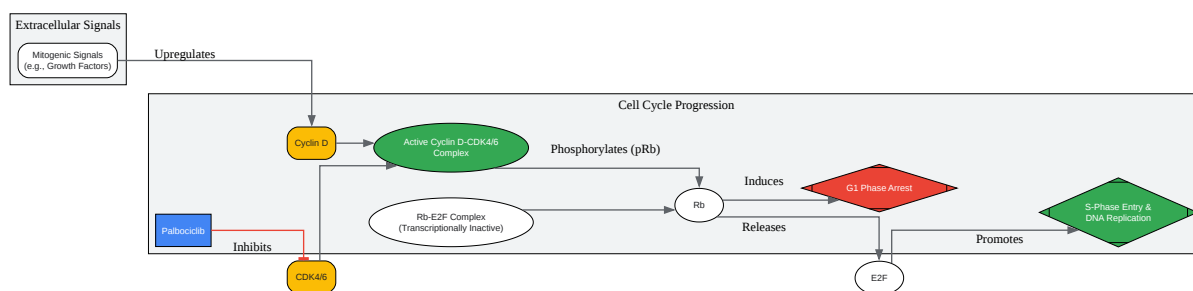 Extracellular Signals
Mitogenic Signals
(e.g., Growth Factors)
Upregulates
Cell Cycle Progression
Cyclin D
Active Cyclin D-CDK4/6
Complex
Phosphorylates (pRb)
Induces
G1 Phase Arrest
Rb
Rb-E2F Complex
(Transcriptionally Inactive)
Releases
S-Phase Entry &
DNA Replication
Palbociclib
Inhibits
Promotes
CDK4/6
E2F